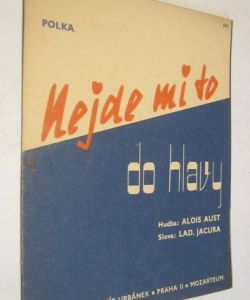 POLKA
Nejde mi to
do hlavy
Hudba: ALOIS AUST
Slova: LAD. JACURA
URBÁNEK • PRAHA II • MOZARTEUM